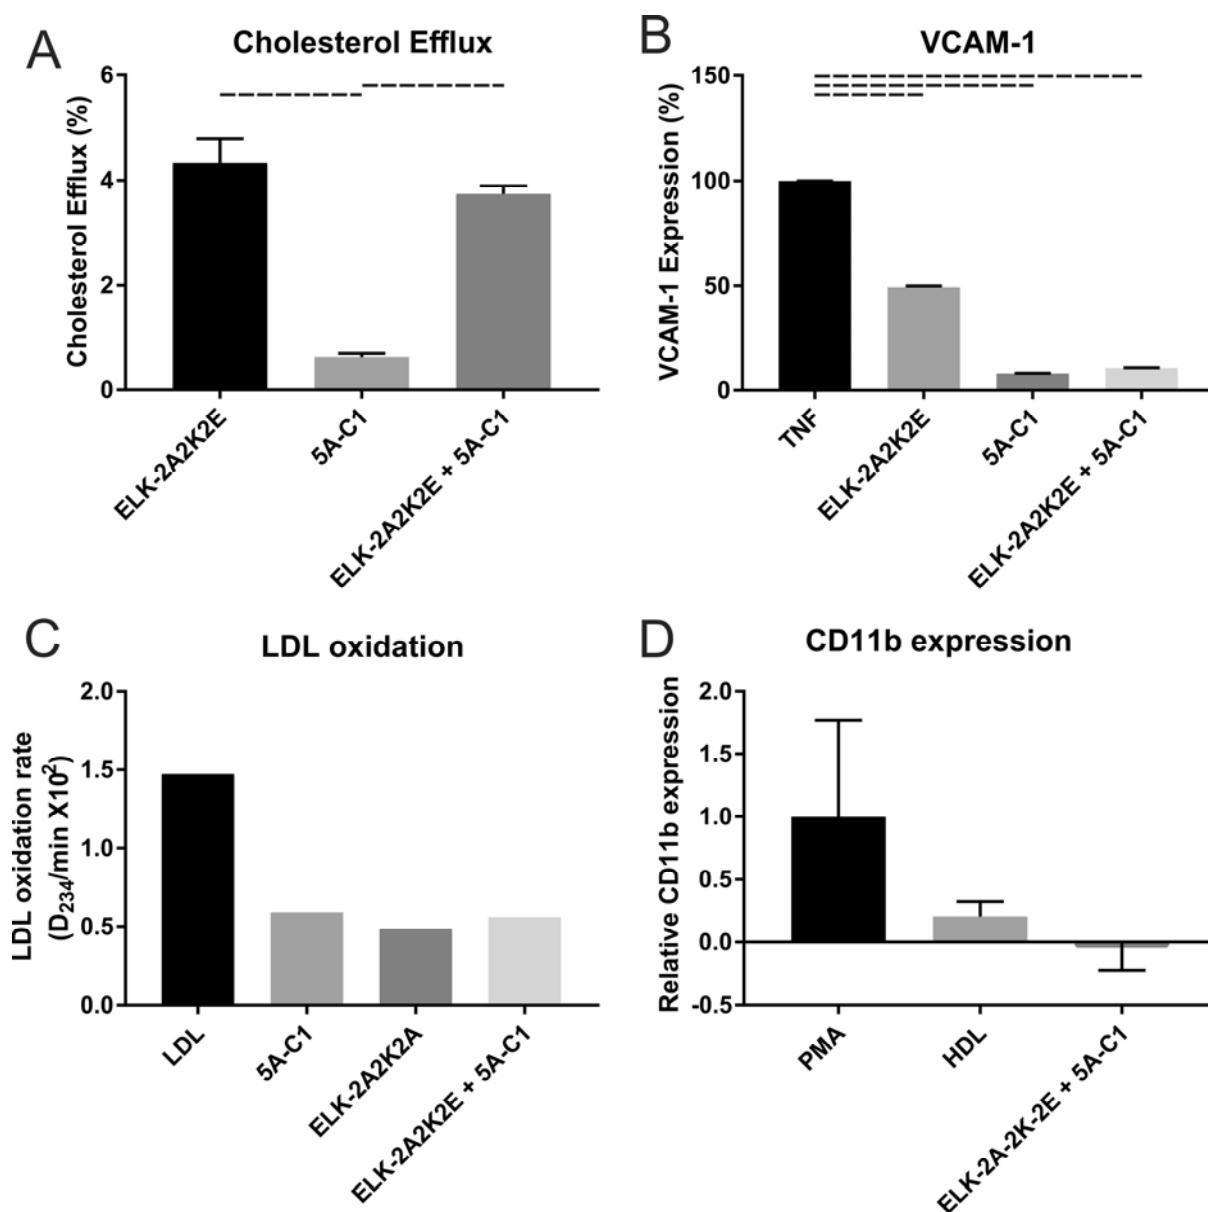 A
Cholesterol Efflux
Cholesterol Efflux (%)
6
4
2
0
ELK-2A2K2E
5A-C1
ELK-2A2K2E + 5A-C1
B
VCAM-1
VCAM-1 Expression (%)
150
100
50
0
TNF
ELK-2A2K2E
5A-C1
ELK-2A2K2E + 5A-C1
C
LDL oxidation
LDL oxidation rate
(D₂₃₄/min X10²)
2.0
1.5
1.0
0.5
0.0
LDL
5A-C1
ELK-2A2K2A
ELK-2A2K2E + 5A-C1
D
CD11b expression
Relative CD11b expression
2.0
1.5
1.0
0.5
0.0
-0.5
PMA
HDL
ELK-2A-2K-2E + 5A-C1